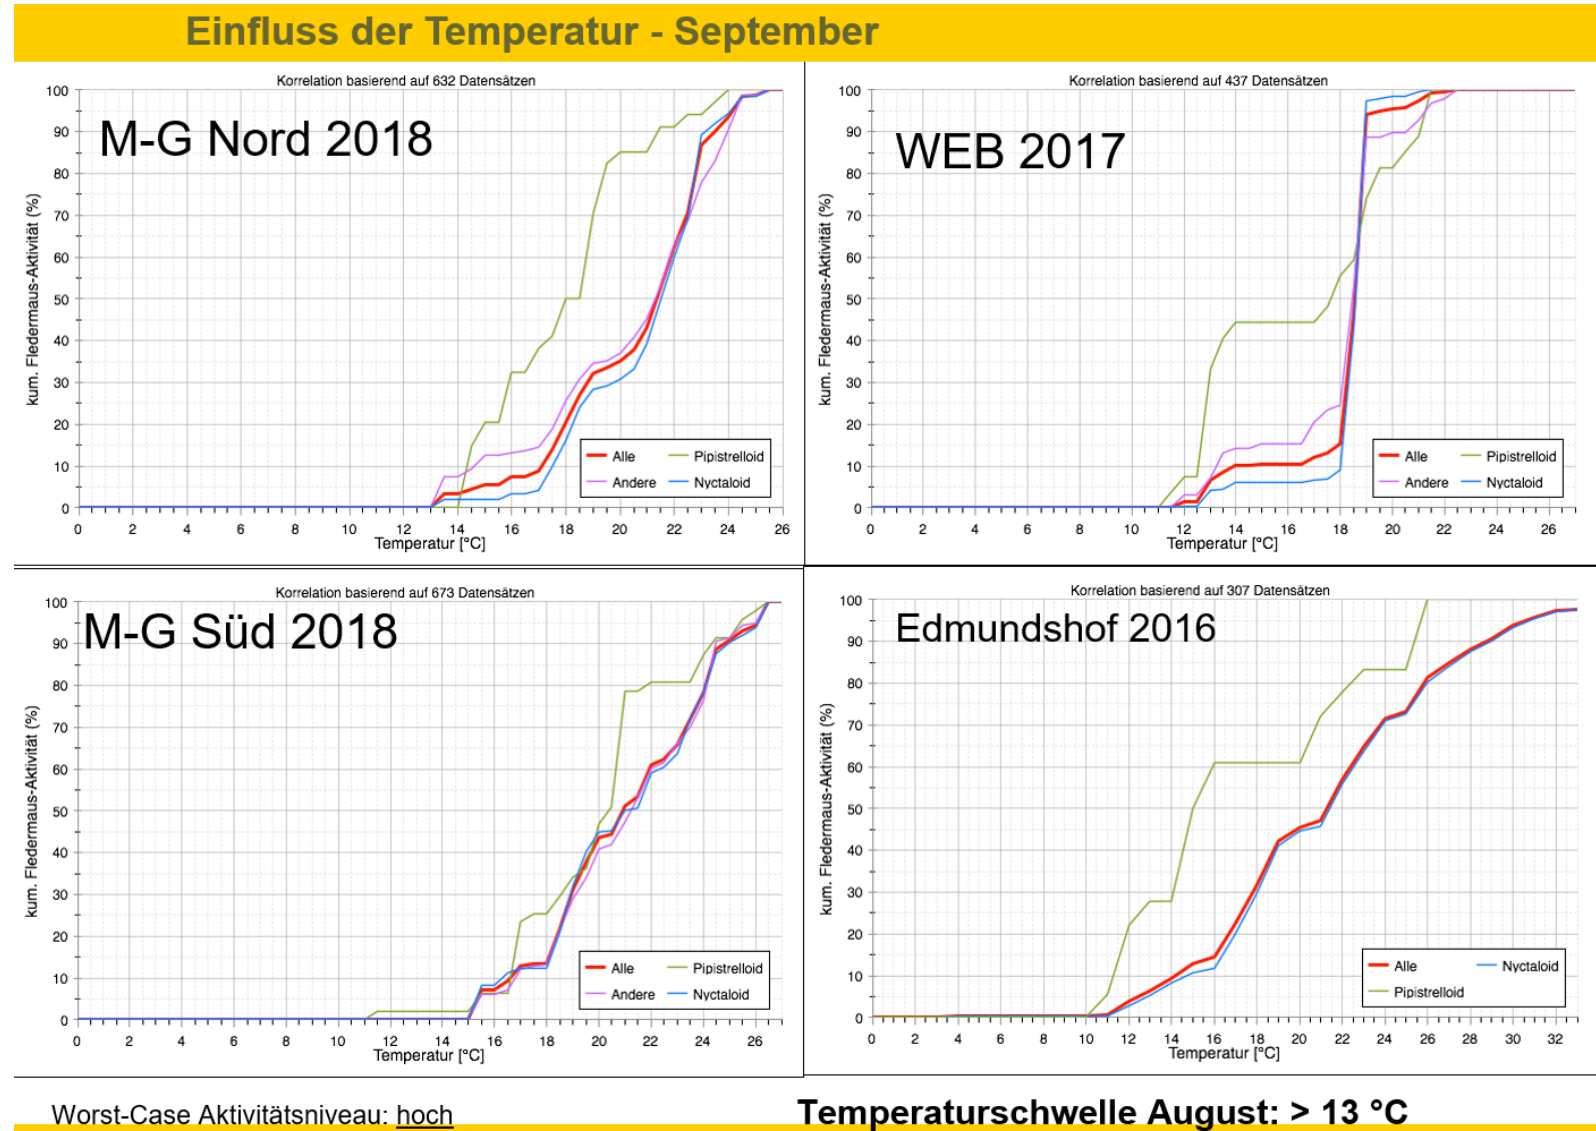 Einfluss der Temperatur - September
Korrelation basierend auf 632 Datensätzen
M-G Nord 2018
kum. Fledermaus-Aktivität (%)
100
90
80
70
60
50
40
30
20
10
0
Alle Pipistrelloid
Andere Nyctaloid
0 2 4 6 8 10 12 14 16 18 20 22 24 26
Temperatur [°C]
Korrelation basierend auf 437 Datensätzen
WEB 2017
kum. Fledermaus-Aktivität (%)
100
90
80
70
60
50
40
30
20
10
0
Alle Pipistrelloid
Andere Nyctaloid
0 2 4 6 8 10 12 14 16 18 20 22 24 26
Temperatur [°C]
Korrelation basierend auf 673 Datensätzen
M-G Süd 2018
kum. Fledermaus-Aktivität (%)
100
90
80
70
60
50
40
30
20
10
0
Alle Pipistrelloid
Andere Nyctaloid
0 2 4 6 8 10 12 14 16 18 20 22 24 26
Temperatur [°C]
Korrelation basierend auf 307 Datensätzen
Edmundshof 2016
kum. Fledermaus-Aktivität (%)
100
90
80
70
60
50
40
30
20
10
0
Alle Nyctaloid
Pipistrelloid
0 2 4 6 8 10 12 14 16 18 20 22 24 26 28 30 32
Temperatur [°C]
Worst-Case Aktivitätsniveau: hoch
Temperaturschwelle August: > 13 °C